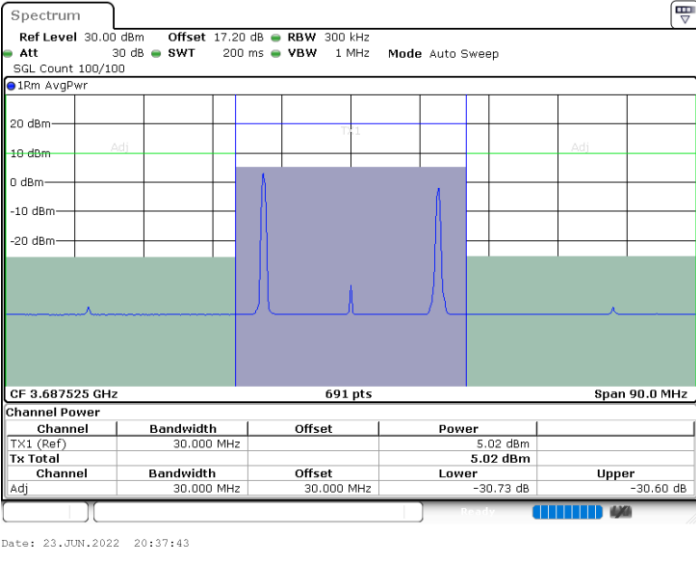 Spectrum
Ref Level 30.00 dBm Offset 17.20 dB RBW 300 kHz
Att 30 dB SWT 200 ms VBW 1 MHz Mode Auto Sweep
SGL Count 100/100
1Rm AvgPwr
20 dBm
TX1
Adj Adj
10 dBm
0 dBm
-10 dBm
-20 dBm
CF 3.687525 GHz 691 pts Span 90.0 MHz
Channel Power
Channel Bandwidth Offset Power
TX1 (Ref) 30.000 MHz 5.02 dBm
Tx Total 5.02 dBm
Channel Bandwidth Offset Lower Upper
Adj 30.000 MHz 30.000 MHz -30.73 dB -30.60 dB
Ready
Date: 23.JUN.2022 20:37:43